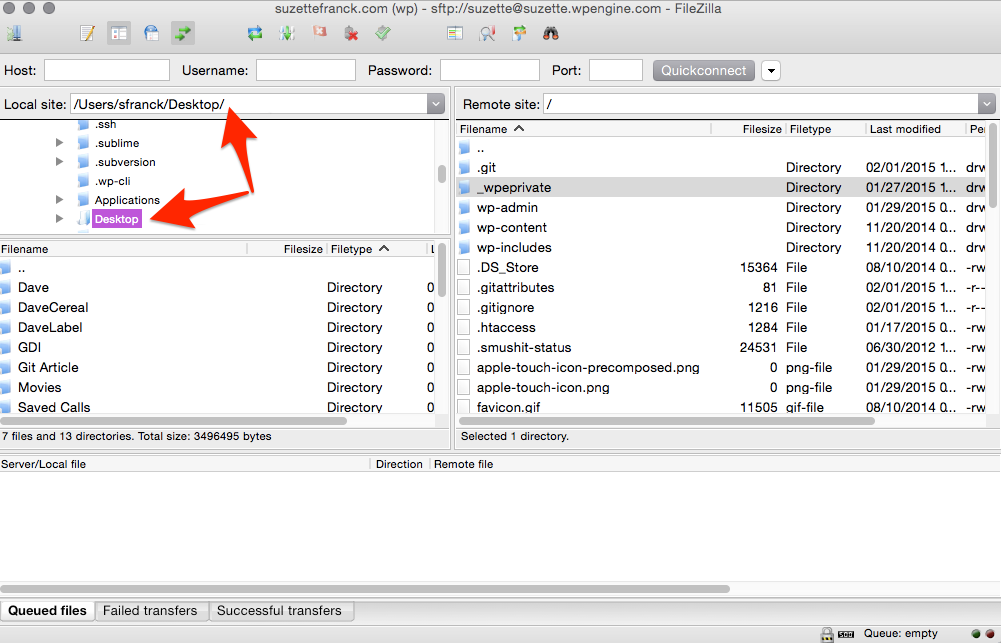 suzettefranck.com (wp) - sftp://suzette@suzette.wpengine.com - FileZilla
Host: Username: Password: Port: Quickconnect
Local site: /Users/sfranck/Desktop/
.ssh
.sublime
.subversion
.wp-cli
Applications
Desktop
Filename Filesize Filetype L
..
Dave Directory 0
DaveCereal Directory 0
DaveLabel Directory 0
GDI Directory 0
Git Article Directory 0
Movies Directory 0
Saved Calls Directory 0
7 files and 13 directories. Total size: 3496495 bytes
Remote site: /
Filename Filesize Filetype Last modified Pe
..
.git Directory 02/01/2015 1... drw
_wpeprivate Directory 01/27/2015 1... drw
wp-admin Directory 01/29/2015 0... drw
wp-content Directory 11/20/2014 0... drw
wp-includes Directory 11/20/2014 0... drw
.DS_Store 15364 File 08/10/2014 0... -rw
.gitattributes 81 File 02/01/2015 1... -r--
.gitignore 1216 File 02/01/2015 1... -r--
.htaccess 1284 File 01/17/2015 0... -rw
.smushit-status 24531 File 06/30/2012 1... -rw
apple-touch-icon-precomposed.png 0 png-file 01/29/2015 0... -rw
apple-touch-icon.png 0 png-file 01/29/2015 0... -rw
favicon.gif 11505 gif-file 08/10/2014 0... -rw
Selected 1 directory.
Server/Local file Direction Remote file
Queued files Failed transfers Successful transfers
Queue: empty